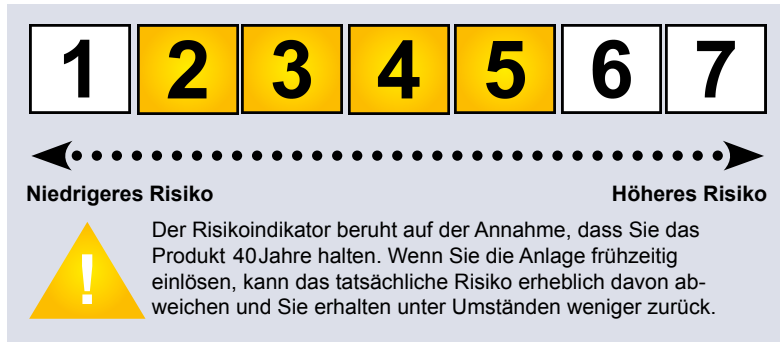 1 2 3 4 5 6 7
Niedrigeres Risiko Höheres Risiko
!
Der Risikoindikator beruht auf der Annahme, dass Sie das
Produkt 40Jahre halten. Wenn Sie die Anlage frühzeitig
einlösen, kann das tatsächliche Risiko erheblich davon ab-
weichen und Sie erhalten unter Umständen weniger zurück.